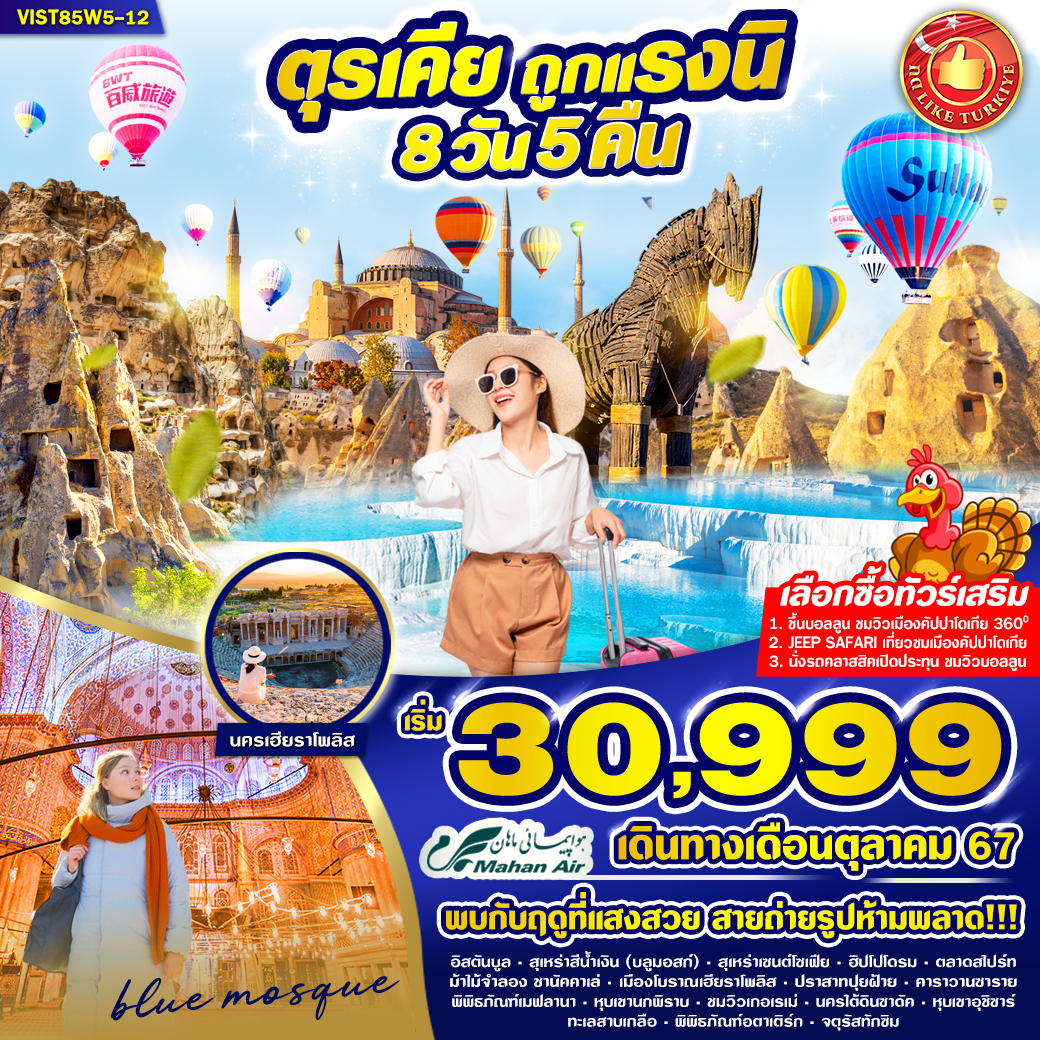 VIST85W5-12
ตุรเคีย ถูกแรงนิ
8 วัน 5 คืน
กด LIKE TURKIYE
BWT
百威旅遊
Sultan
เลือกซื้อทัวร์เสริม
1. ขึ้นบอลลูน ชมวิวเมืองคัปปาโดเกีย 360⁰
2. JEEP SAFARI เที่ยวชมเมืองคัปปาโดเกีย
3. นั่งรถคลาสสิคเปิดประทุน ชมวิวบอลลูน
นครเฮียราโพลิส
เริ่ม 30,999
هواپیمائی ماهان
Mahan Air
เดินทางเดือนตุลาคม 67
พบกับฤดูที่แสงสวย สายถ่ายรูปห้ามพลาด!!!
อิสตันบูล • สุเหร่าสีน้ำเงิน (บลูมอสก์) • สุเหร่าเซนต์โซเฟีย • ฮิปโปโดรม • ตลาดสไปร์ท
ม้าไม้จำลอง ชานัคคาเล่ • เมืองโบราณเฮียราโพลิส • ปราสาทปุยฝ้าย • คาราวานซาราย
พิพิธภัณฑ์เมฟลานา • หุบเขานกพิราบ • ชมวิวเกอเรเม่ • นครใต้ดินชาดัค • หุบเขาอุซิซาร์
ทะเลสาบเกลือ • พิพิธภัณฑ์อตาเติร์ก • จตุรัสทักซิม
blue mosque